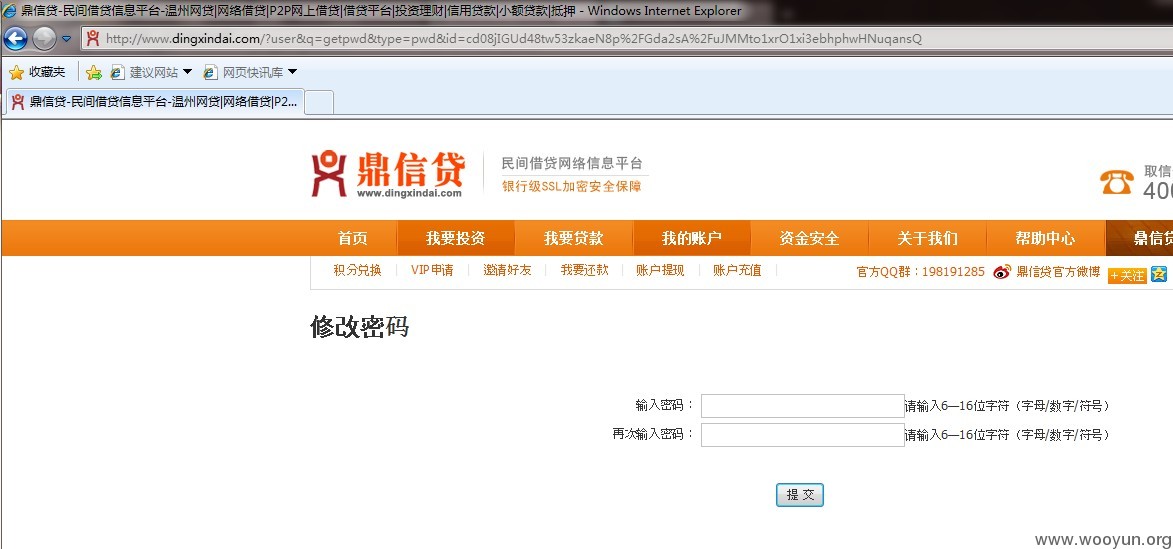 鼎信贷-民间借贷信息平台-温州网贷|网络借贷|P2P网上借贷|借贷平台|投资理财|信用贷款|小额贷款|抵押 - Windows Internet Explorer
http://www.dingxindai.com/?user&q=getpwd&type=pwd&id=cd08jIGUd48tw53zkaeN8p%2FGda2sA%2FuJMMto1xrO1xi3ebhphwHNuqansQ
收藏夹 建议网站 网页快讯库
鼎信贷-民间借贷信息平台-温州网贷|网络借贷|P2...
鼎信贷
www.dingxindai.com
民间借贷网络信息平台
银行级SSL加密安全保障
取信
400
首页 我要投资 我要贷款 我的账户 资金安全 关于我们 帮助中心 鼎信贷
积分兑换 VIP申请 邀请好友 我要还款 账户提现 账户充值 官方QQ群：198191285 鼎信贷官方微博 +关注
修改密码
输入密码： 请输入6—16位字符（字母/数字/符号）
再次输入密码： 请输入6—16位字符（字母/数字/符号）
提 交
www.wooyun.org